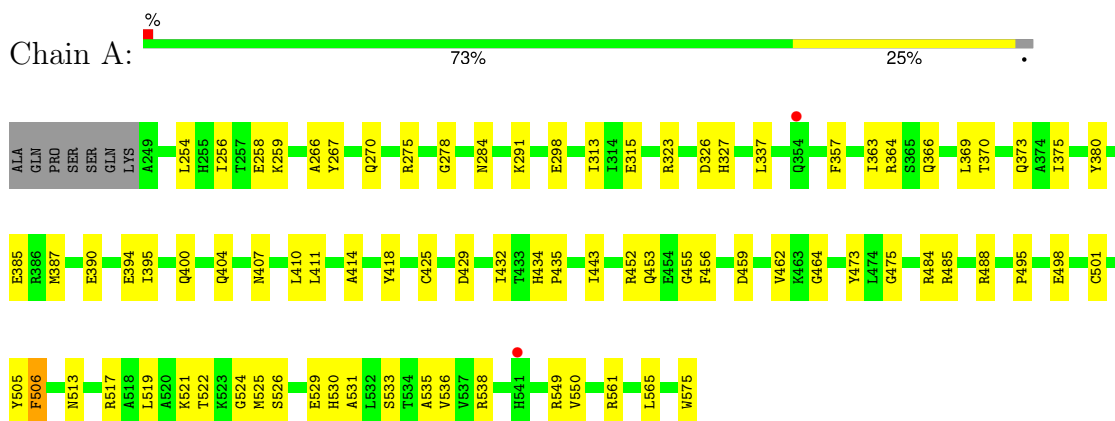 %
Chain A:
73% 25% •
ALA GLN PRO SER SER GLN LYS A249 L254 H255 I256 T257 E258 K259 A266 Y267 Q270 R275 G278 N284 K291 E298 I313 I314 E315 R323 D326 H327 L337 Q354 F357 I363 R364 S365 Q366 L369 T370 Q373 A374 I375 Y380
E385 R386 M387 E390 E394 I395 Q400 Q404 N407 L410 L411 A414 Y418 C425 D429 I432 T433 H434 P435 I443 R452 Q453 E454 G455 F456 D459 V462 K463 G464 Y473 L474 G475 R484 R485 R488 P495 E498 C501
Y505 F506 N513 R517 A518 L519 A520 K521 T522 K523 G524 M525 S526 E529 H530 A531 L532 S533 T534 A535 V536 V537 R538 H541 R549 V550 R561 L565 W575